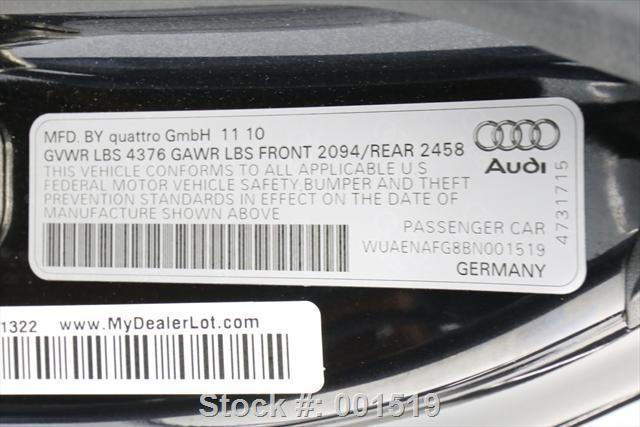 MFD. BY quattro GmbH 11 10
GVWR LBS 4376 GAWR LBS FRONT 2094/REAR 2458
THIS VEHICLE CONFORMS TO ALL APPLICABLE U.S
FEDERAL MOTOR VEHICLE SAFETY,BUMPER AND THEFT
PREVENTION STANDARDS IN EFFECT ON THE DATE OF
MANUFACTURE SHOWN ABOVE
Audi
4731715
PASSENGER CAR
WUAENAFG8BN001519
GERMANY
1322 www.MyDealerLot.com
Stock #: 001519